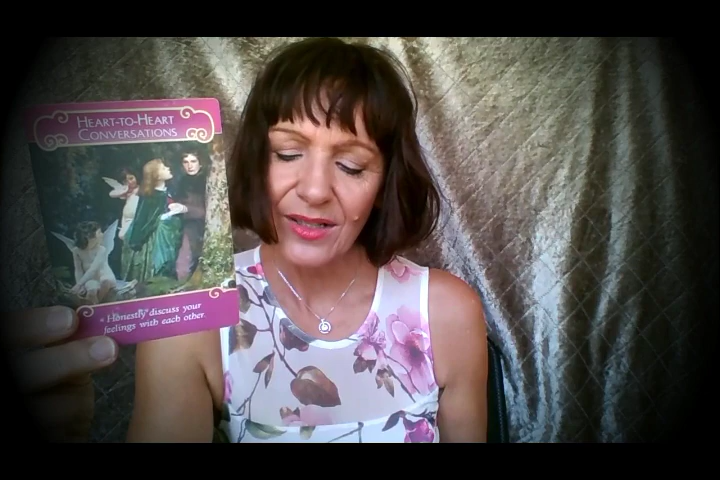 HEART-TO-HEART
CONVERSATIONS
"Honestly discuss your
feelings with each other.